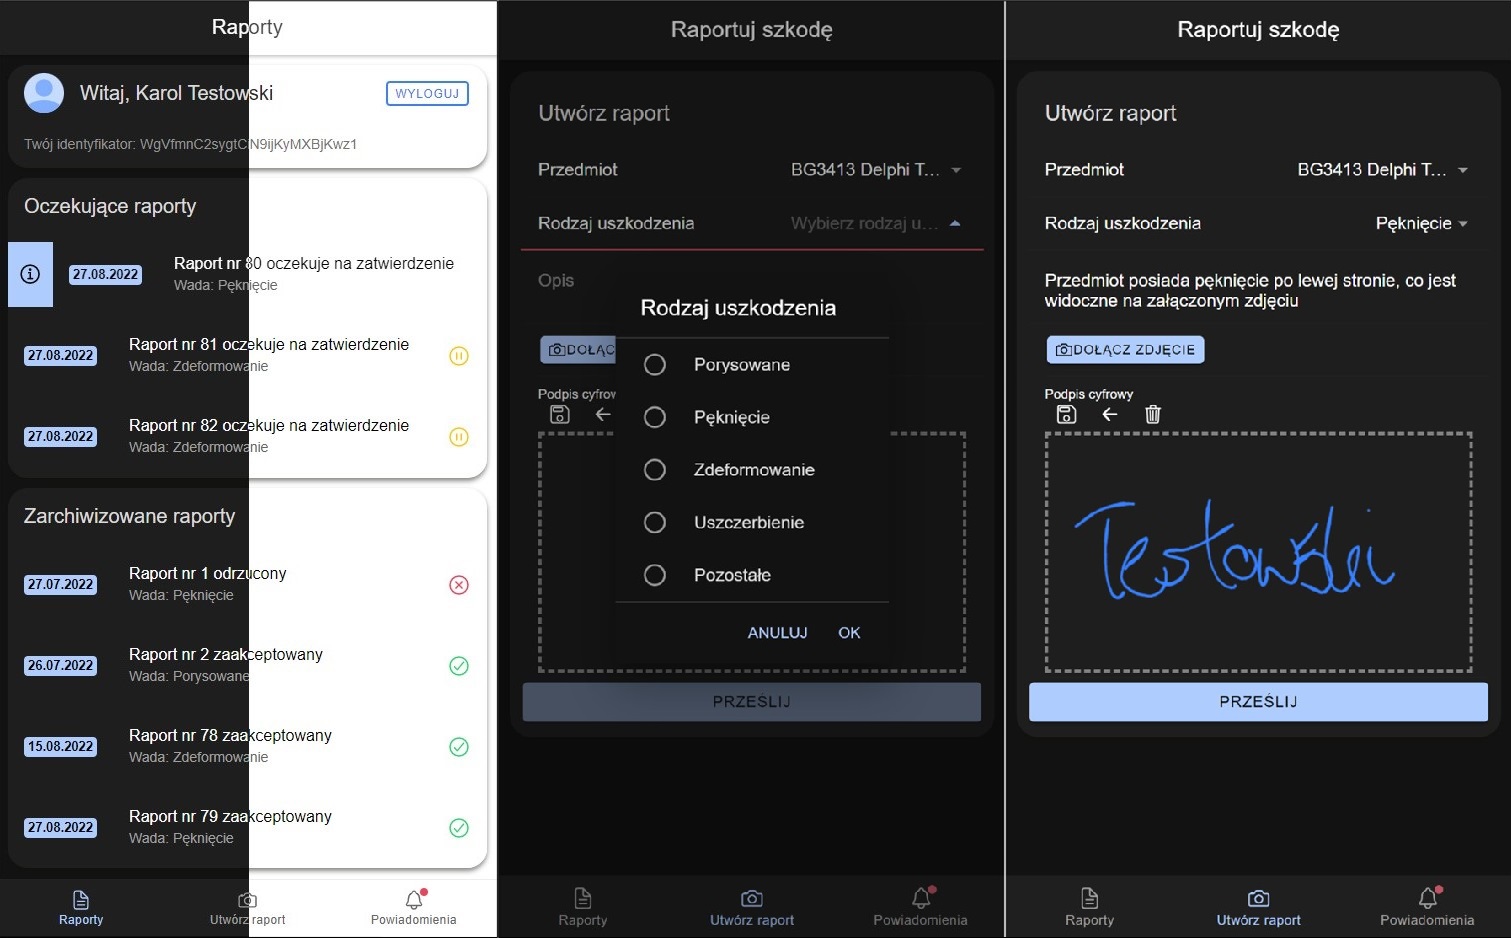 Raporty
Witaj, Karol Testowski
WYLOGUJ
Twój identyfikator: WgVfmnC2sygtCIN9ijKyMXBjKwz1
Oczekujące raporty
27.08.2022
Raport nr 80 oczekuje na zatwierdzenie
Wada: Pęknięcie
27.08.2022
Raport nr 81 oczekuje na zatwierdzenie
Wada: Zdeformowanie
27.08.2022
Raport nr 82 oczekuje na zatwierdzenie
Wada: Zdeformowanie
Zarchiwizowane raporty
27.07.2022
Raport nr 1 odrzucony
Wada: Pęknięcie
26.07.2022
Raport nr 2 zaakceptowany
Wada: Porysowane
15.08.2022
Raport nr 78 zaakceptowany
Wada: Zdeformowanie
27.08.2022
Raport nr 79 zaakceptowany
Wada: Pęknięcie
Raporty
Utwórz raport
Powiadomienia
Raportuj szkodę
Utwórz raport
Przedmiot
BG3413 Delphi T...
Rodzaj uszkodzenia
Wybierz rodzaj u...
Opis
DOŁĄC
Podpis cyfrow
Rodzaj uszkodzenia
Porysowane
Pęknięcie
Zdeformowanie
Uszczerbienie
Pozostałe
ANULUJ
OK
PRZEŚLIJ
Raporty
Utwórz raport
Powiadomienia
Raportuj szkodę
Utwórz raport
Przedmiot
BG3413 Delphi T...
Rodzaj uszkodzenia
Pęknięcie
Przedmiot posiada pęknięcie po lewej stronie, co jest
widoczne na załączonym zdjęciu
DOŁĄCZ ZDJĘCIE
Podpis cyfrowy
Testowski
PRZEŚLIJ
Raporty
Utwórz raport
Powiadomienia